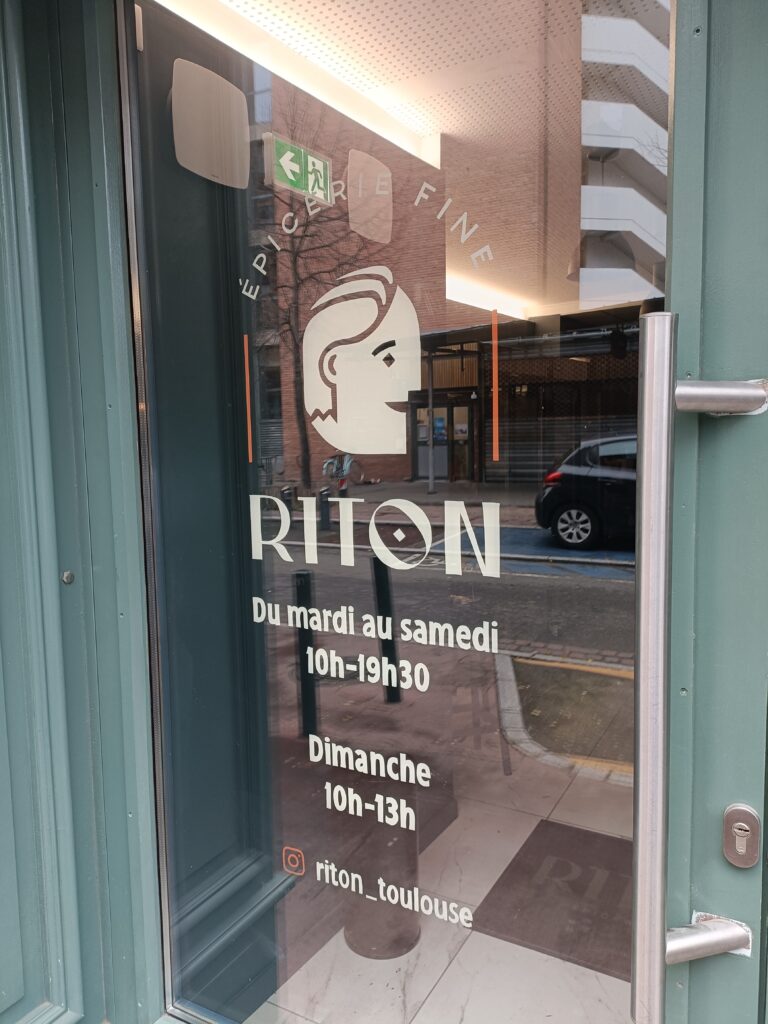 ÉPICERIE FINE
RITON
Du mardi au samedi
10h-19h30
Dimanche
10h-13h
riton_toulouse